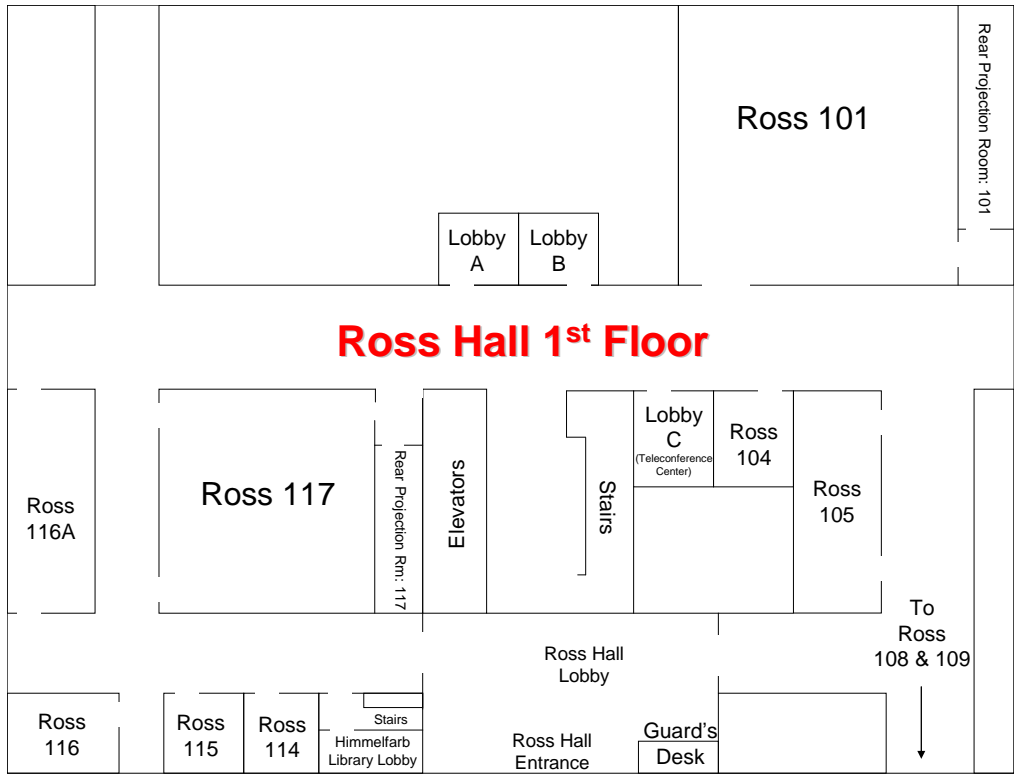 Ross 101
Rear Projection Room: 101
Lobby
A
Lobby
B
Ross Hall 1st Floor
Ross
116A
Ross 117
Rear Projection Rm: 117
Elevators
Stairs
Lobby
C
(Teleconference
Center)
Ross
104
Ross
105
To
Ross
108 & 109
Ross Hall
Lobby
Ross
116
Ross
115
Ross
114
Stairs
Himmelfarb
Library Lobby
Ross Hall
Entrance
Guard's
Desk